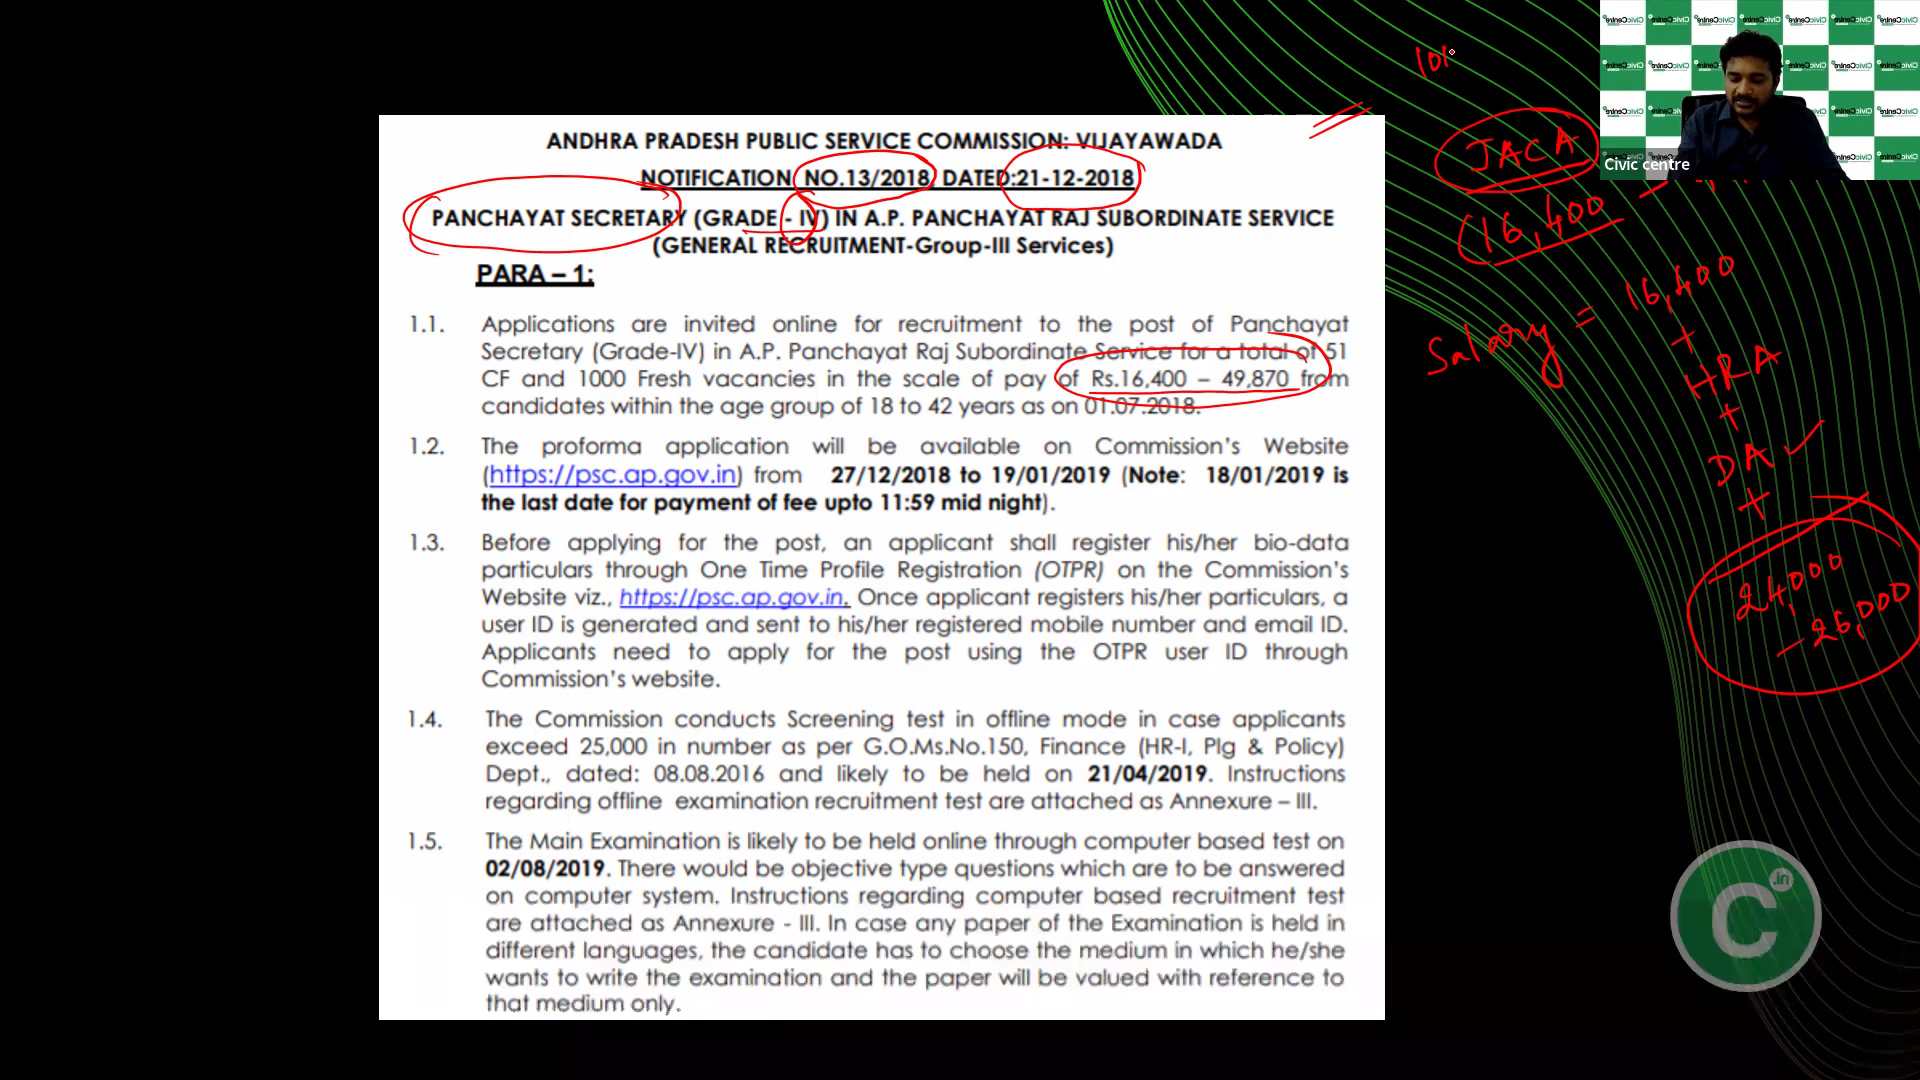 ANDHRA PRADESH PUBLIC SERVICE COMMISSION: VIJAYAWADA
NOTIFICATION NO.13/2018 DATED:21-12-2018
PANCHAYAT SECRETARY (GRADE - IV) IN A.P. PANCHAYAT RAJ SUBORDINATE SERVICE
(GENERAL RECRUITMENT-Group-III Services)
PARA – 1:
1.1. Applications are invited online for recruitment to the post of Panchayat
Secretary (Grade-IV) in A.P. Panchayat Raj Subordinate Service for a total of 51
CF and 1000 Fresh vacancies in the scale of pay of Rs.16,400 – 49,870 from
candidates within the age group of 18 to 42 years as on 01.07.2018.
1.2. The proforma application will be available on Commission's Website
(https://psc.ap.gov.in) from 27/12/2018 to 19/01/2019 (Note: 18/01/2019 is
the last date for payment of fee upto 11:59 mid night).
1.3. Before applying for the post, an applicant shall register his/her bio-data
particulars through One Time Profile Registration (OTPR) on the Commission's
Website viz., https://psc.ap.gov.in. Once applicant registers his/her particulars, a
user ID is generated and sent to his/her registered mobile number and email ID.
Applicants need to apply for the post using the OTPR user ID through
Commission's website.
1.4. The Commission conducts Screening test in offline mode in case applicants
exceed 25,000 in number as per G.O.Ms.No.150, Finance (HR-I, Plg & Policy)
Dept., dated: 08.08.2016 and likely to be held on 21/04/2019. Instructions
regarding offline examination recruitment test are attached as Annexure – III.
1.5. The Main Examination is likely to be held online through computer based test on
02/08/2019. There would be objective type questions which are to be answered
on computer system. Instructions regarding computer based recruitment test
are attached as Annexure - III. In case any paper of the Examination is held in
different languages, the candidate has to choose the medium in which he/she
wants to write the examination and the paper will be valued with reference to
that medium only.
JACA
(16,400
Salary = 16,400
+
HRA
+
DA ✓
+
24,000
– 26,000
Civic centre
C .in